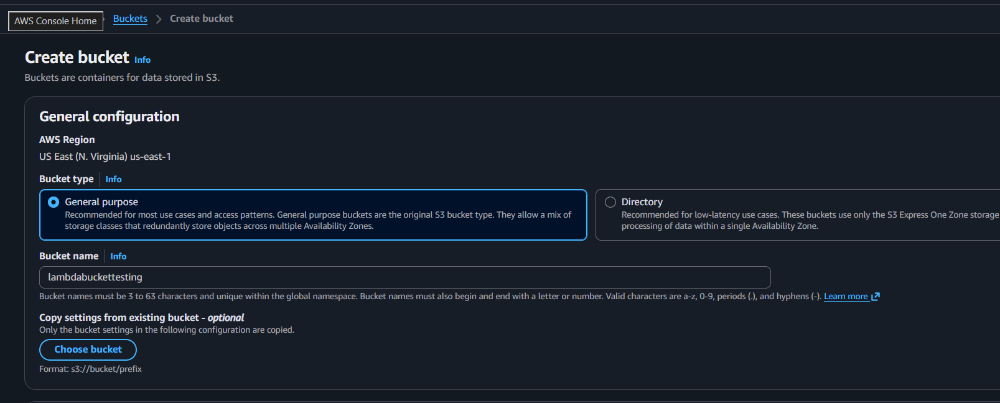 AWS Console Home
Buckets
Create bucket
Create bucket Info
Buckets are containers for data stored in S3.
General configuration
AWS Region
US East (N. Virginia) us-east-1
Bucket type Info
General purpose
Recommended for most use cases and access patterns. General purpose buckets are the original S3 bucket type. They allow a mix of
storage classes that redundantly store objects across multiple Availability Zones.
Directory
Recommended for low-latency use cases. These buckets use only the S3 Express One Zone storage
processing of data within a single Availability Zone.
Bucket name Info
lambdabuckettesting
Bucket names must be 3 to 63 characters and unique within the global namespace. Bucket names must also begin and end with a letter or number. Valid characters are a-z, 0-9, periods (.), and hyphens (-). Learn more
Copy settings from existing bucket - optional
Only the bucket settings in the following configuration are copied.
Choose bucket
Format: s3://bucket/prefix